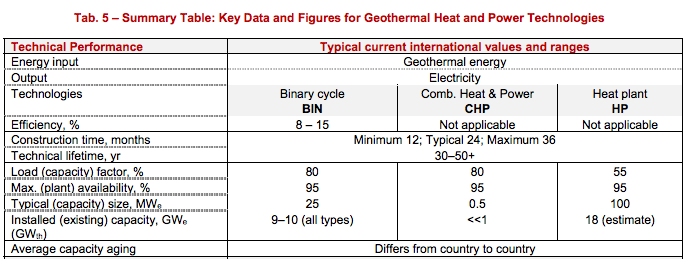 Tab. 5 – Summary Table: Key Data and Figures for Geothermal Heat and Power Technologies
Technical Performance Typical current international values and ranges
Energy input Geothermal energy
Output Electricity
Technologies Binary cycle Comb. Heat & Power Heat plant
BIN CHP HP
Efficiency, % 8 – 15 Not applicable Not applicable
Construction time, months Minimum 12; Typical 24; Maximum 36
Technical lifetime, yr 30–50+
Load (capacity) factor, % 80 80 55
Max. (plant) availability, % 95 95 95
Typical (capacity) size, MWe 25 0.5 100
Installed (existing) capacity, GWe 9–10 (all types) <<1 18 (estimate)
(GWth)
Average capacity aging Differs from country to country